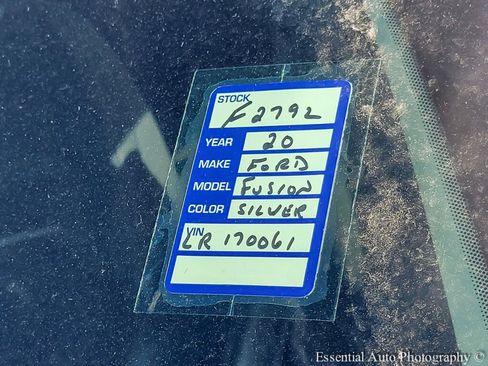 STOCK
F2792
YEAR 20
MAKE FORD
MODEL FUSION
COLOR SILVER
VIN
LR 170061
Essential Auto Photography ©